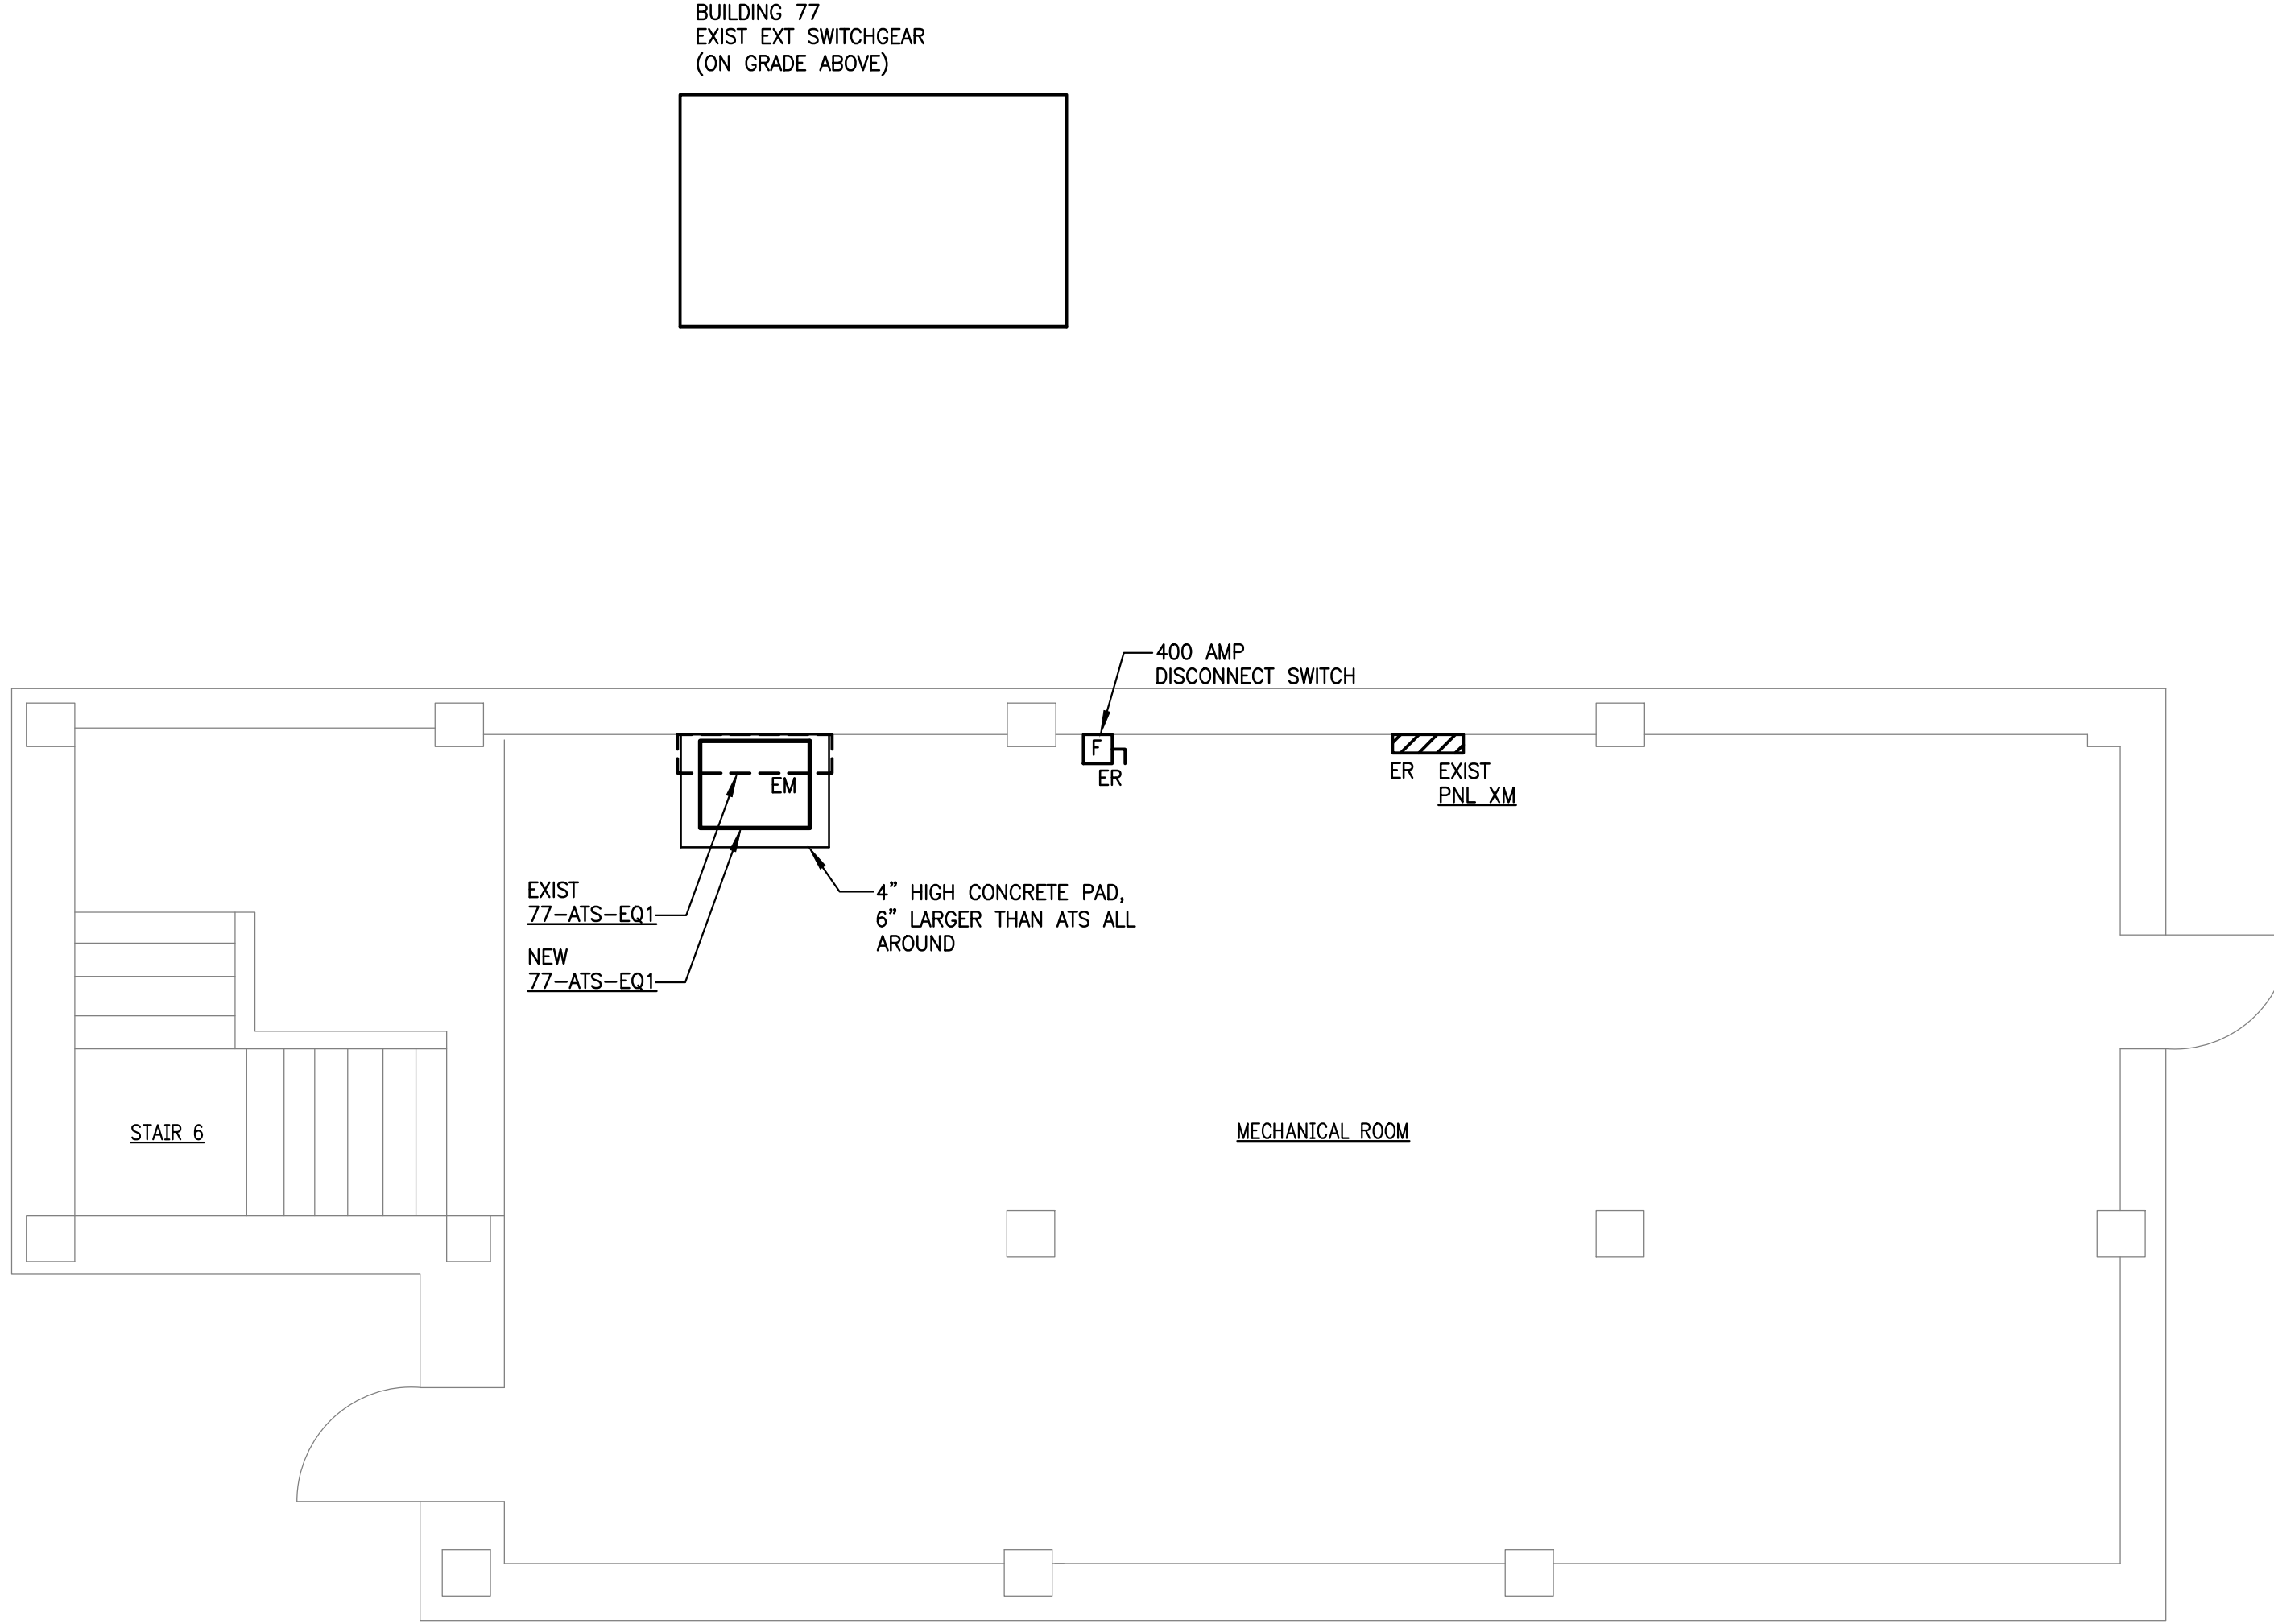 BUILDING 77
EXIST EXT SWITCHGEAR
(ON GRADE ABOVE)
400 AMP
DISCONNECT SWITCH
F
ER
ER
EXIST
PNL XM
EM
EXIST
77-ATS-EQ1
NEW
77-ATS-EQ1
4" HIGH CONCRETE PAD,
6" LARGER THAN ATS ALL
AROUND
STAIR 6
MECHANICAL ROOM